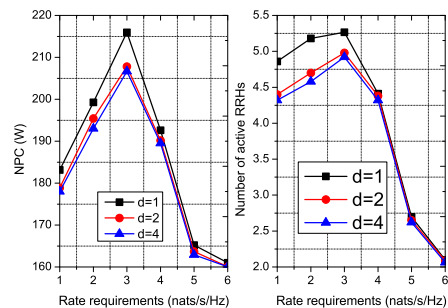 220
210
200
190
180
170
160
NPC (W)
d=1
d=2
d=4
1 2 3 4 5 6
Rate requirements (nats/s/Hz)
5.5
5.0
4.5
4.0
3.5
3.0
2.5
2.0
Number of active RRHs
d=1
d=2
d=4
1 2 3 4 5
Rate requirements (nats/s/Hz)